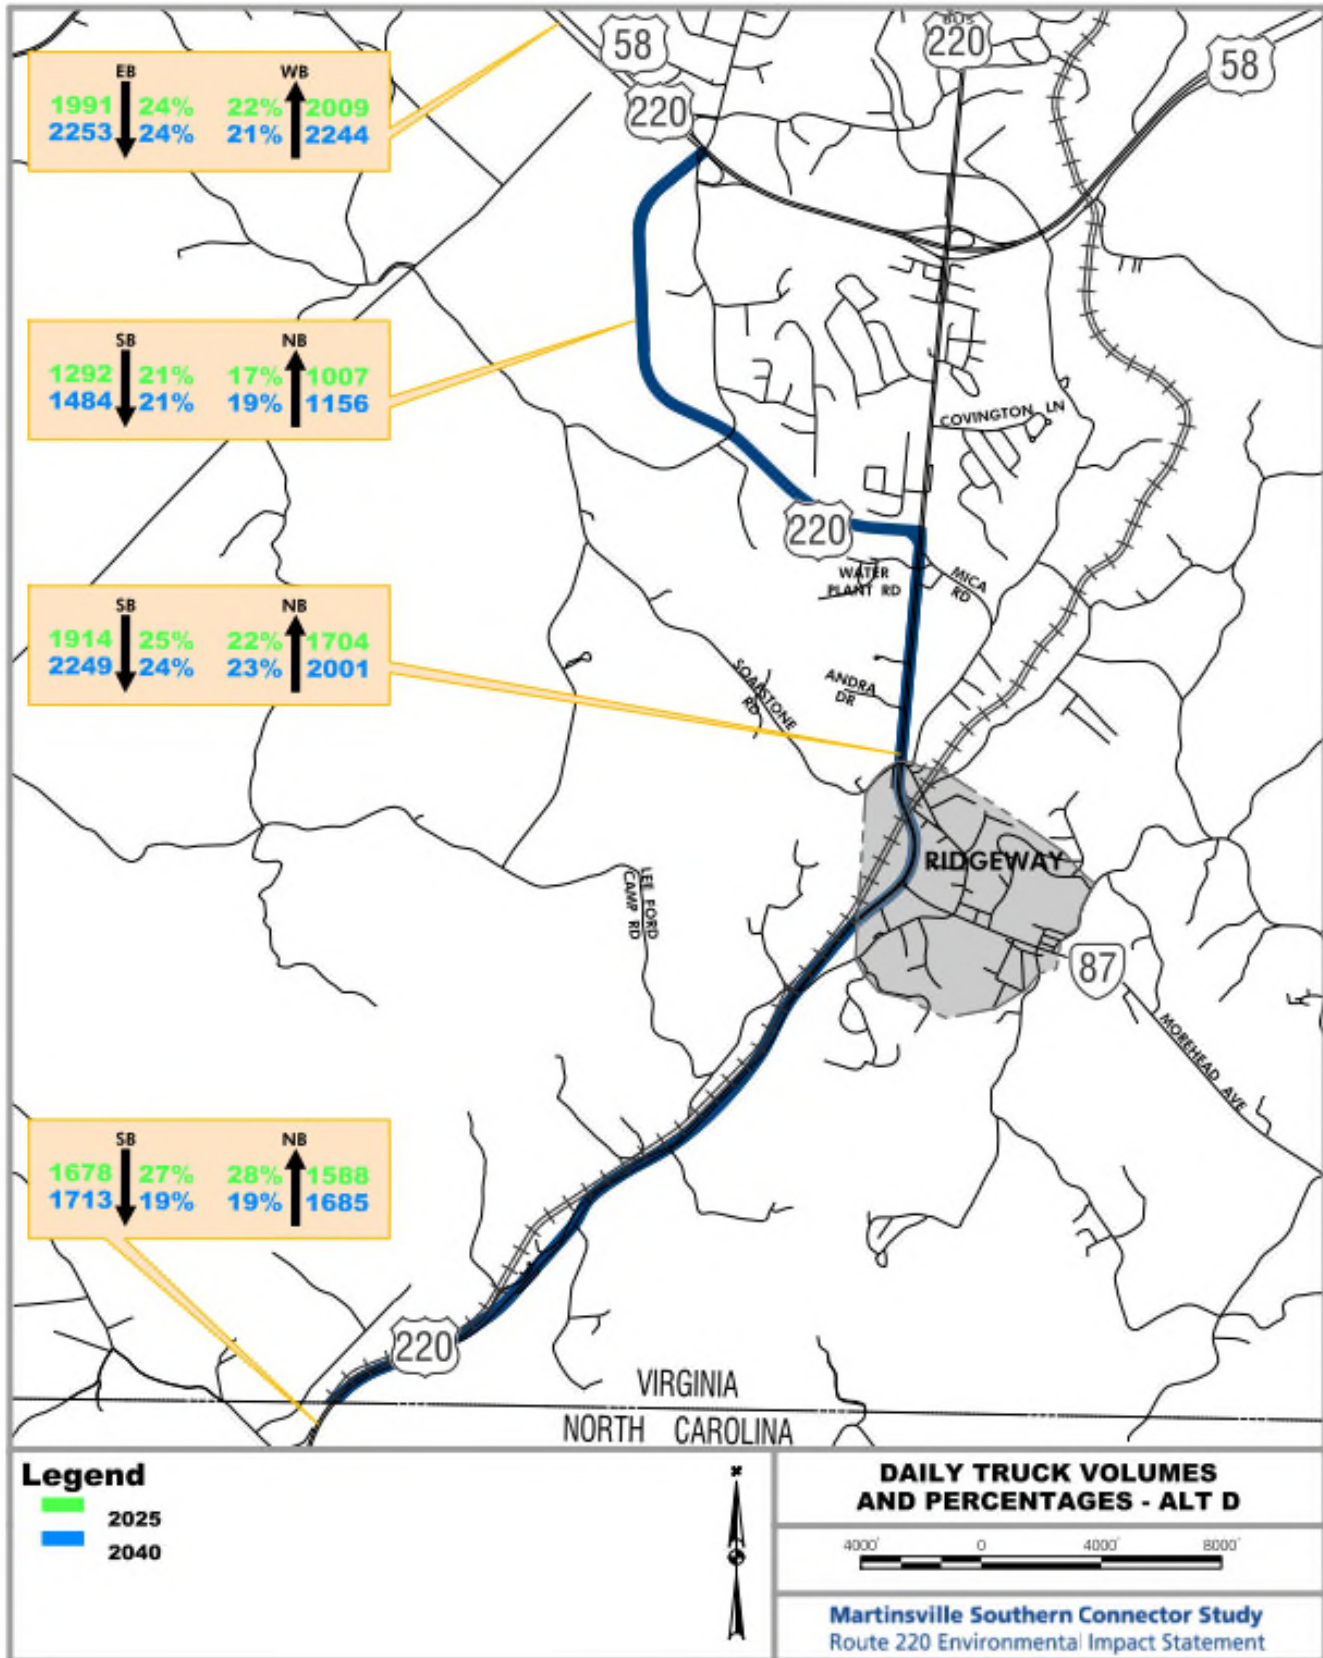 58
220
BUS
220
58
EB WB
1991 24% 22% 2009
2253 24% 21% 2244
SB NB
1292 21% 17% 1007
1484 21% 19% 1156
COVINGTON LN
220
WATER
PLANT RD
MICA
RD
SB NB
1914 25% 22% 1704
2249 24% 23% 2001
SOAPSTONE
RD
ANDRA
DR
RIDGEWAY
LEE FORD
CAMP RD
87
MOREHEAD AVE
SB NB
1678 27% 28% 1588
1713 19% 19% 1685
220
VIRGINIA
NORTH CAROLINA
Legend
2025
2040
DAILY TRUCK VOLUMES
AND PERCENTAGES - ALT D
4000' 0 4000' 8000'
Martinsville Southern Connector Study
Route 220 Environmental Impact Statement